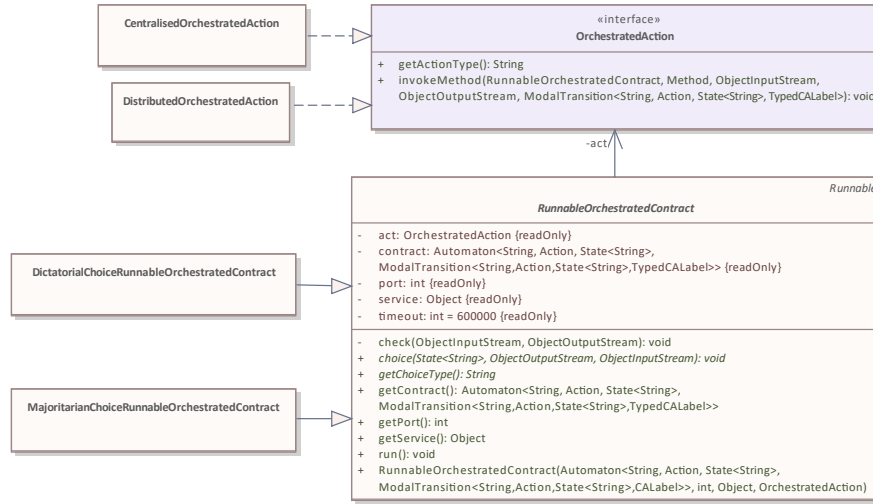 CentralisedOrchestratedAction
DistributedOrchestratedAction
«interface»
OrchestratedAction
+ getActionType(): String
+ invokeMethod(RunnableOrchestratedContract, Method, ObjectInputStream,
ObjectOutputStream, ModalTransition<String, Action, State<String>, TypedCALabel>): void
-act
Runnable
RunnableOrchestratedContract
- act: OrchestratedAction {readOnly}
- contract: Automaton<String, Action, State<String>,
ModalTransition<String,Action,State<String>,TypedCALabel>> {readOnly}
- port: int {readOnly}
- service: Object {readOnly}
- timeout: int = 600000 {readOnly}
- check(ObjectInputStream, ObjectOutputStream): void
+ choice(State<String>, ObjectOutputStream, ObjectInputStream): void
+ getChoiceType(): String
+ getContract(): Automaton<String, Action, State<String>,
ModalTransition<String,Action,State<String>,TypedCALabel>>
+ getPort(): int
+ getService(): Object
+ run(): void
+ RunnableOrchestratedContract(Automaton<String, Action, State<String>,
ModalTransition<String,Action,State<String>,CALabel>>, int, Object, OrchestratedAction)
DictatorialChoiceRunnableOrchestratedContract
MajoritarianChoiceRunnableOrchestratedContract